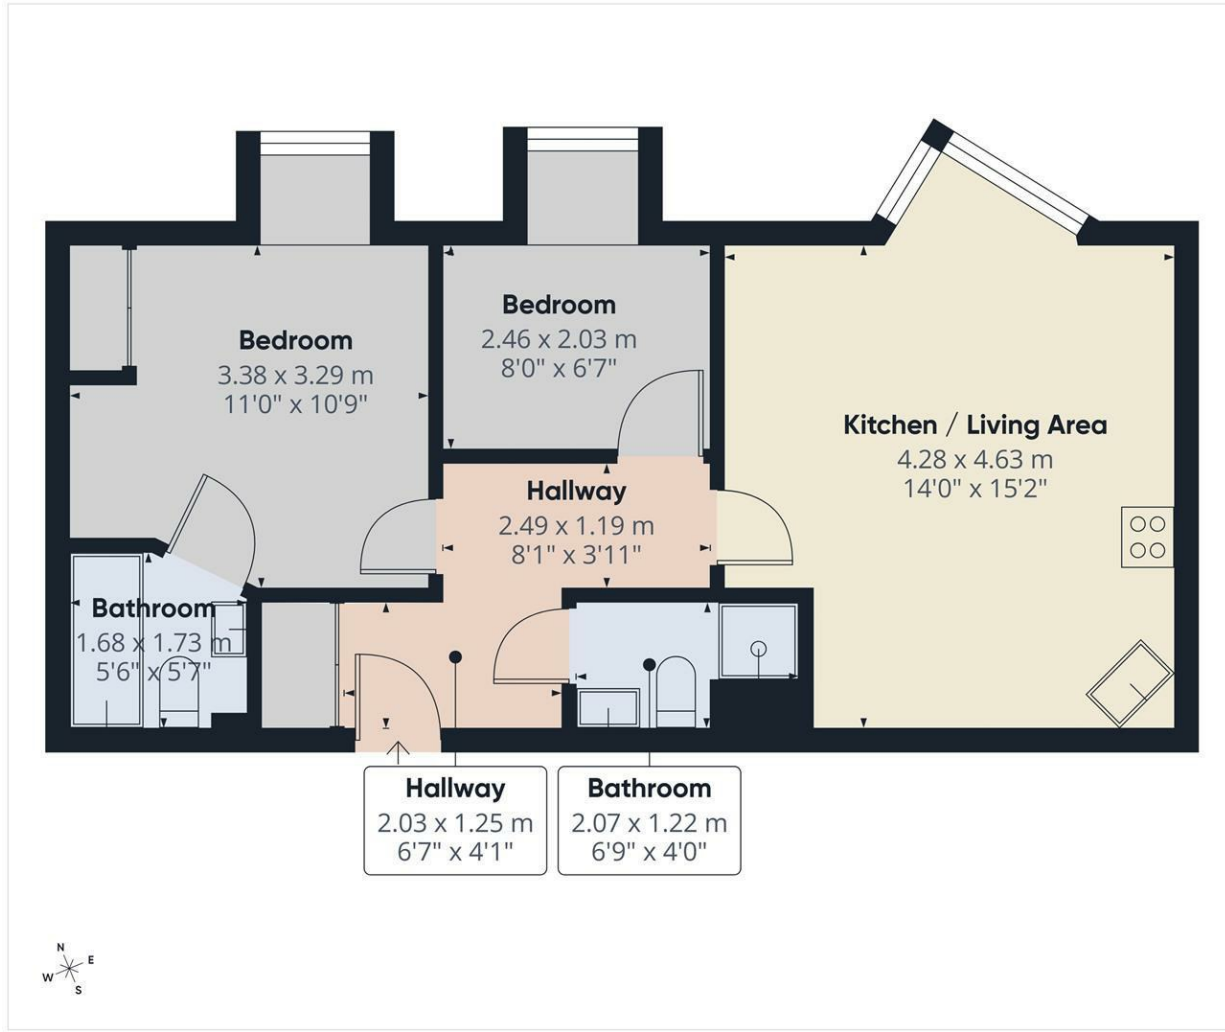 Bedroom
3.38 x 3.29 m
11'0" x 10'9"
Bedroom
2.46 x 2.03 m
8'0" x 6'7"
Kitchen / Living Area
4.28 x 4.63 m
14'0" x 15'2"
Hallway
2.49 x 1.19 m
8'1" x 3'11"
Bathroom
1.68 x 1.73 m
5'6" x 5'7"
Hallway
2.03 x 1.25 m
6'7" x 4'1"
Bathroom
2.07 x 1.22 m
6'9" x 4'0"
N
E
W
S